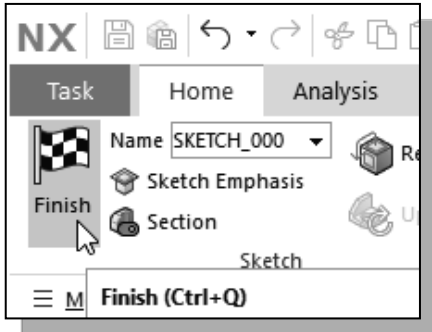 NX
Task Home Analysis
Name SKETCH_000
Sketch Emphasis
Finish
Section
Sketch
M
Finish (Ctrl+Q)